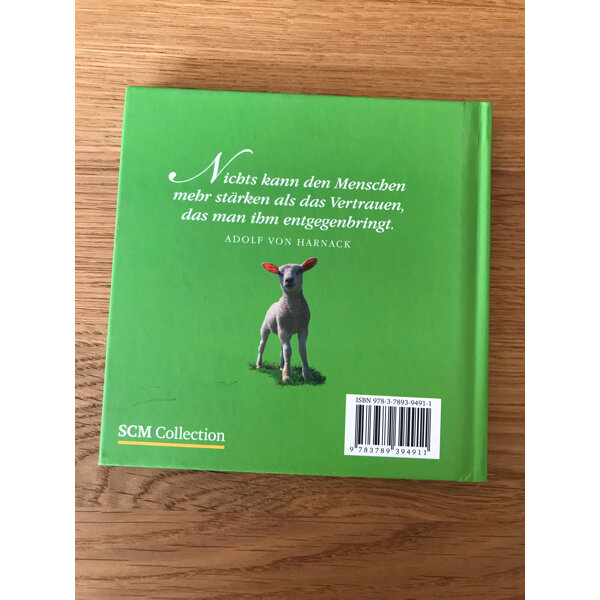 Nichts kann den Menschen
mehr stärken als das Vertrauen,
das man ihm entgegenbringt.
ADOLF VON HARNACK
SCM Collection
ISBN 978-3-7893-9491-1
9 783789 394911